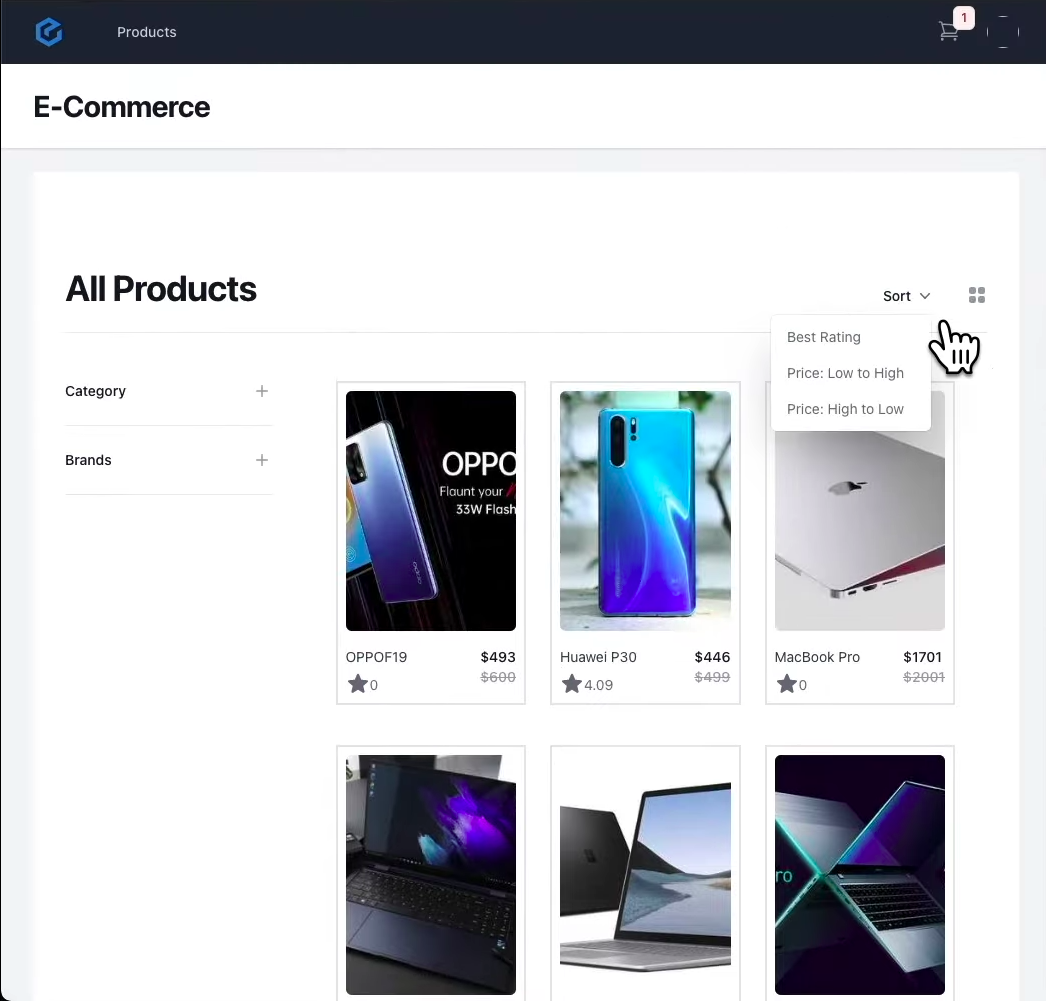 Products
1
E-Commerce
All Products
Sort
Best Rating
Price: Low to High
Price: High to Low
Category
Brands
OPPO
Flaunt your
33W Flash
oppo
OPPOF19
$493
$600
0
Huawei P30
$446
$499
4.09
MacBook Pro
$1701
$2001
0
ro